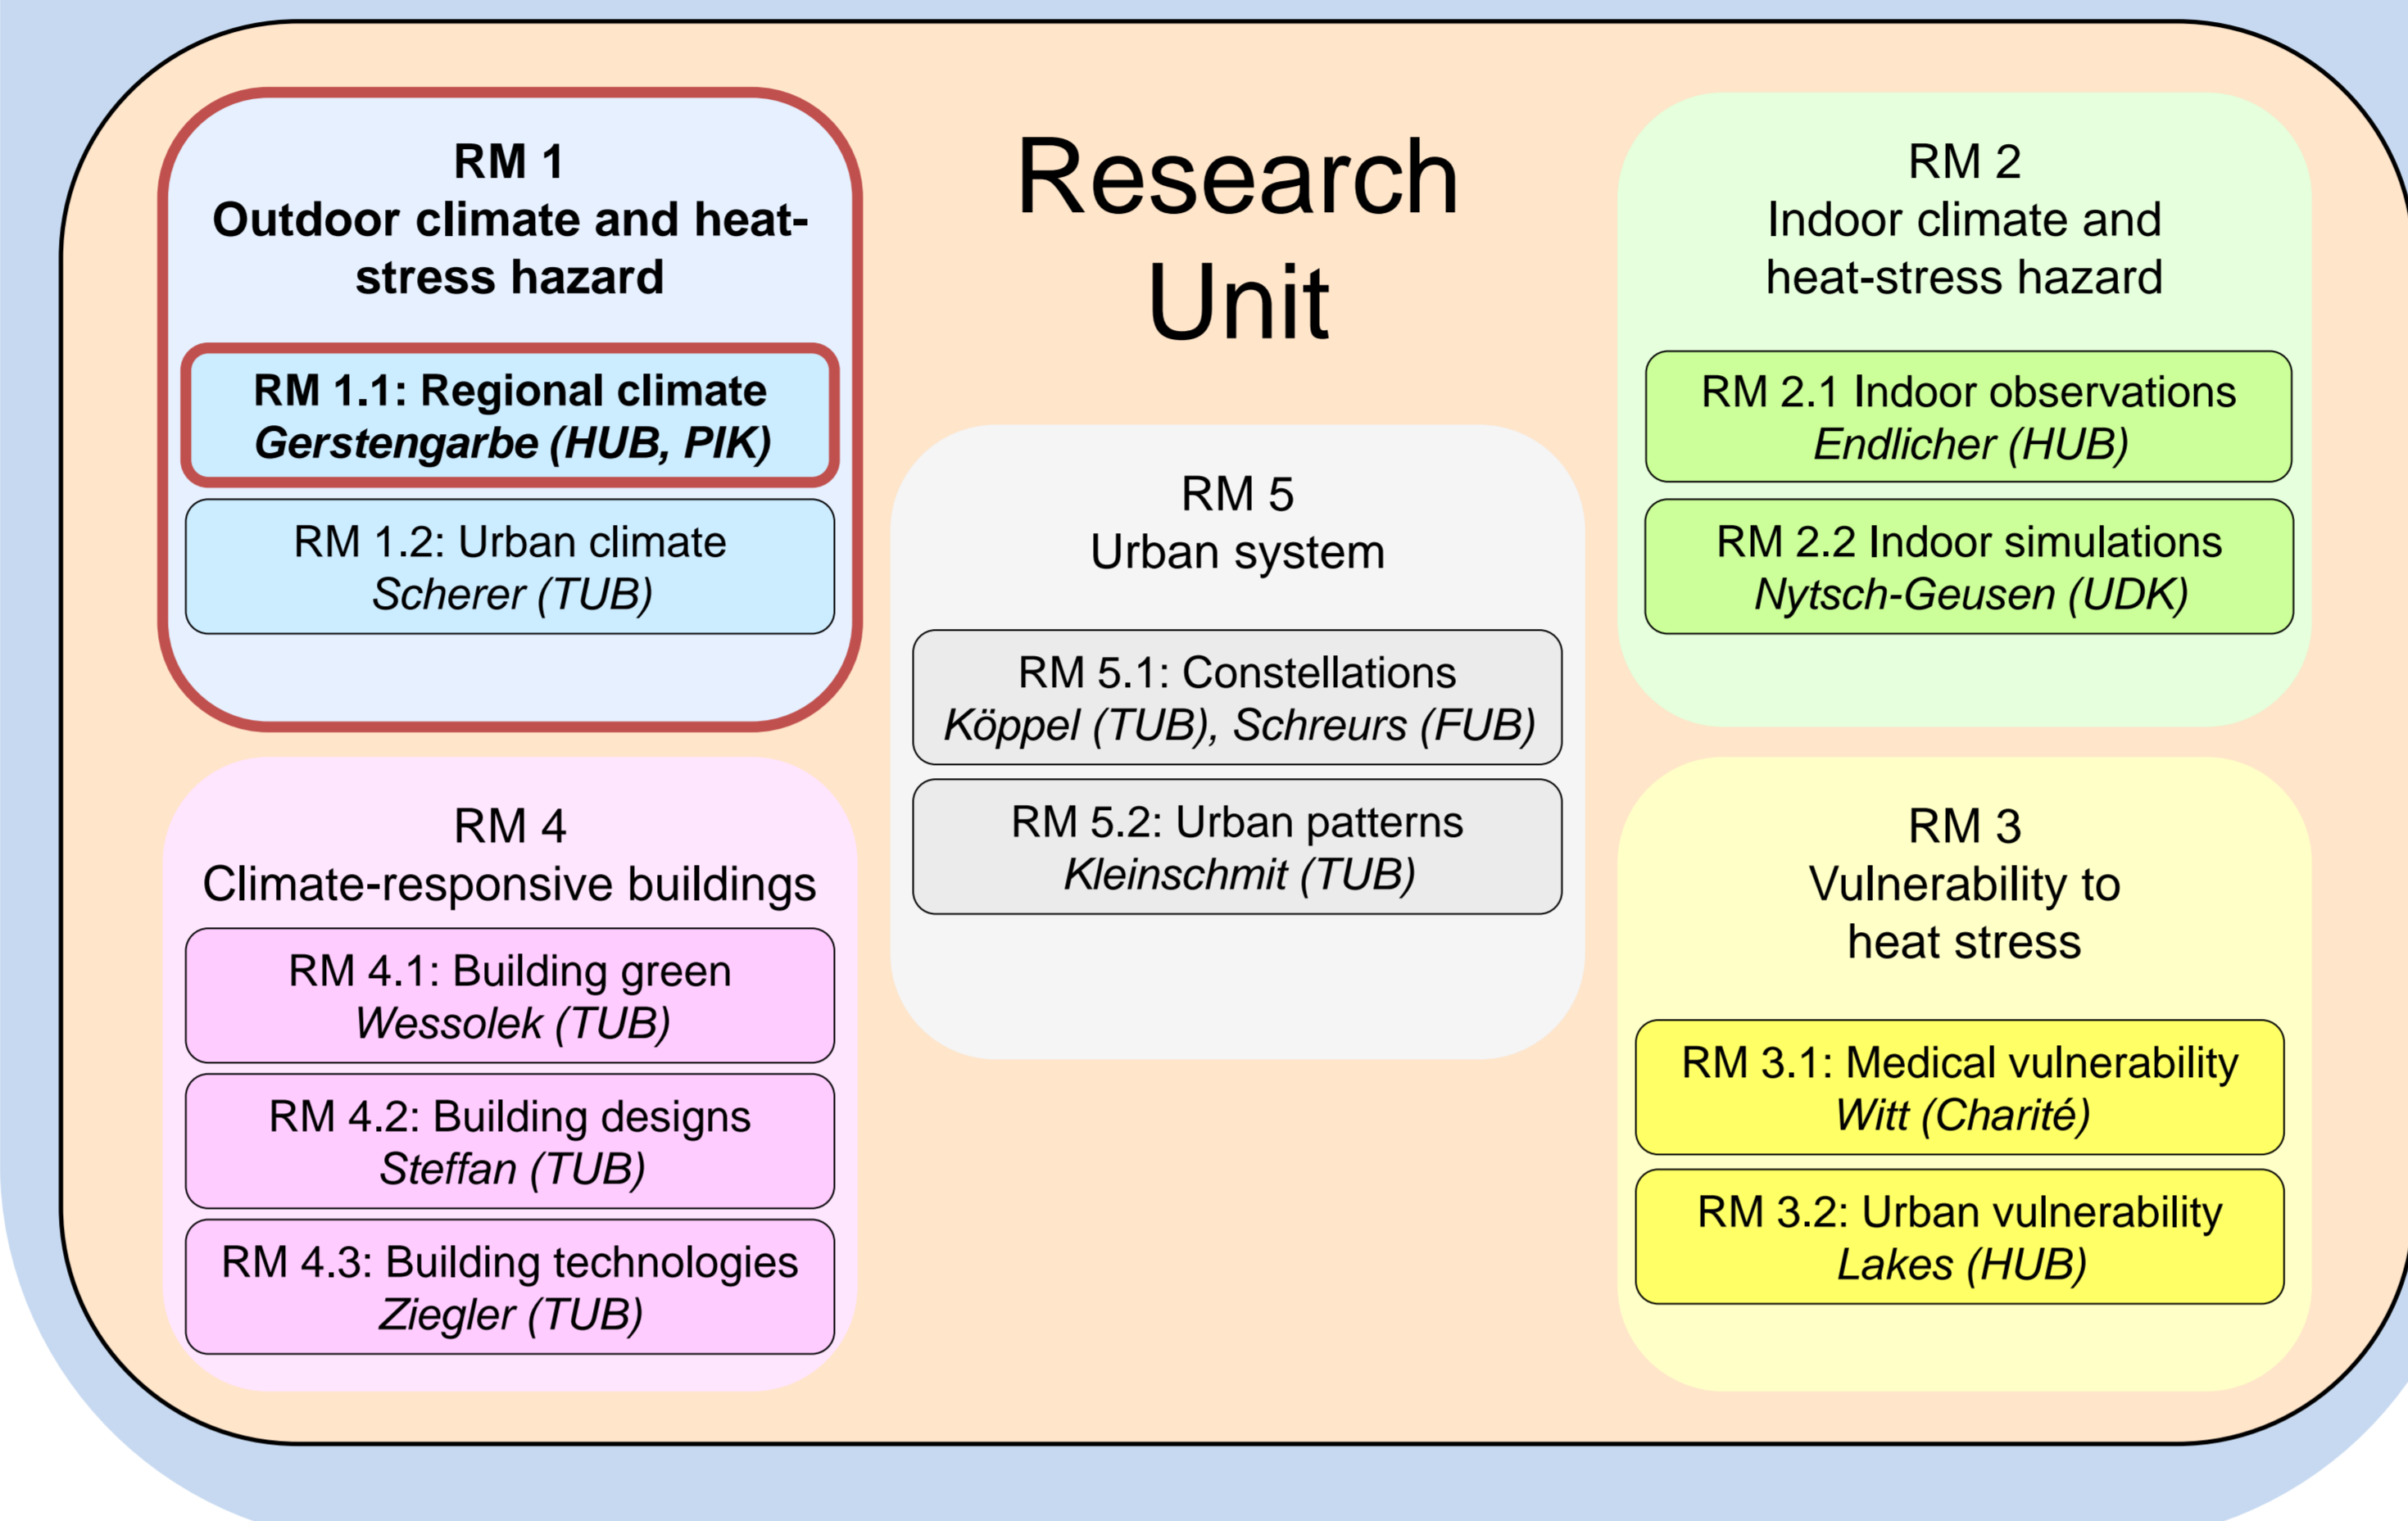 Research
Unit
RM 1
Outdoor climate and heat-
stress hazard
RM 1.1: Regional climate
Gerstengarbe (HUB, PIK)
RM 1.2: Urban climate
Scherer (TUB)
RM 2
Indoor climate and
heat-stress hazard
RM 2.1 Indoor observations
Endlicher (HUB)
RM 2.2 Indoor simulations
Nytsch-Geusen (UDK)
RM 5
Urban system
RM 5.1: Constellations
Köppel (TUB), Schreurs (FUB)
RM 5.2: Urban patterns
Kleinschmit (TUB)
RM 4
Climate-responsive buildings
RM 4.1: Building green
Wessolek (TUB)
RM 4.2: Building designs
Steffan (TUB)
RM 4.3: Building technologies
Ziegler (TUB)
RM 3
Vulnerability to
heat stress
RM 3.1: Medical vulnerability
Witt (Charité)
RM 3.2: Urban vulnerability
Lakes (HUB)